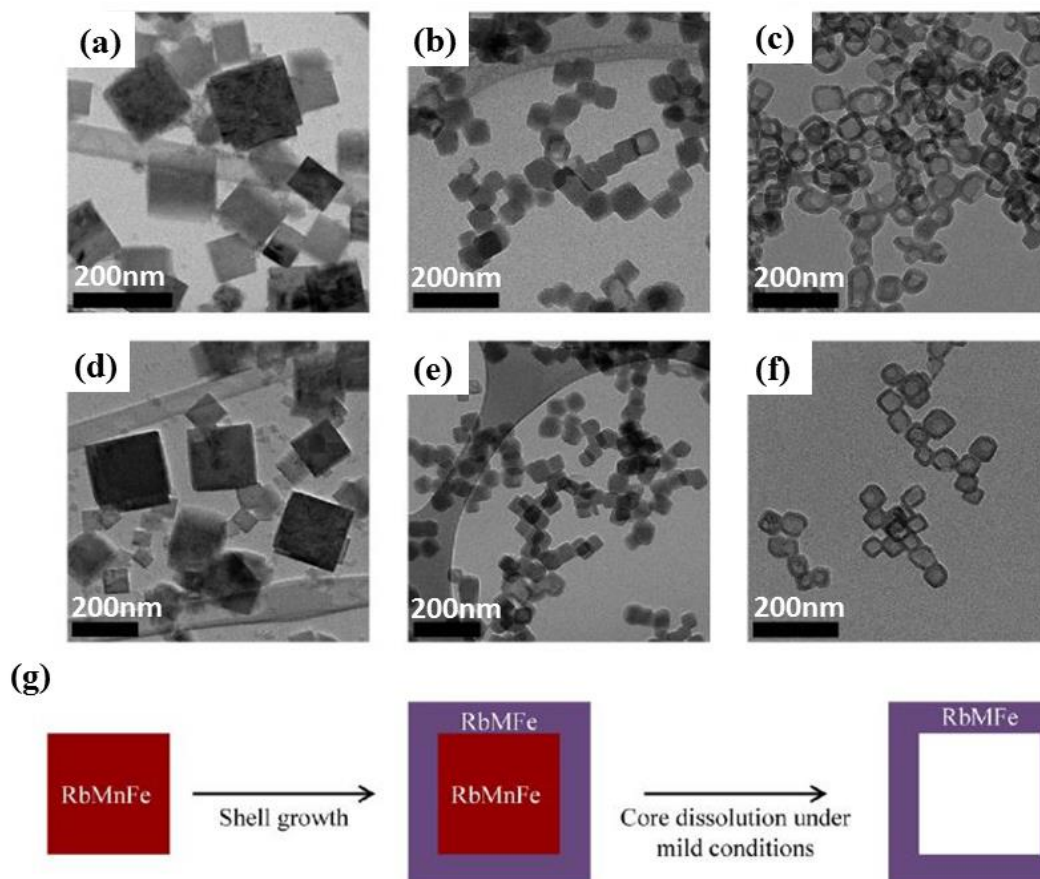 (a)
(b)
(c)
200nm
200nm
200nm
(d)
(e)
(f)
200nm
200nm
200nm
(g)
RbMnFe
Shell growth
RbMFe
RbMnFe
Core dissolution under
mild conditions
RbMFe